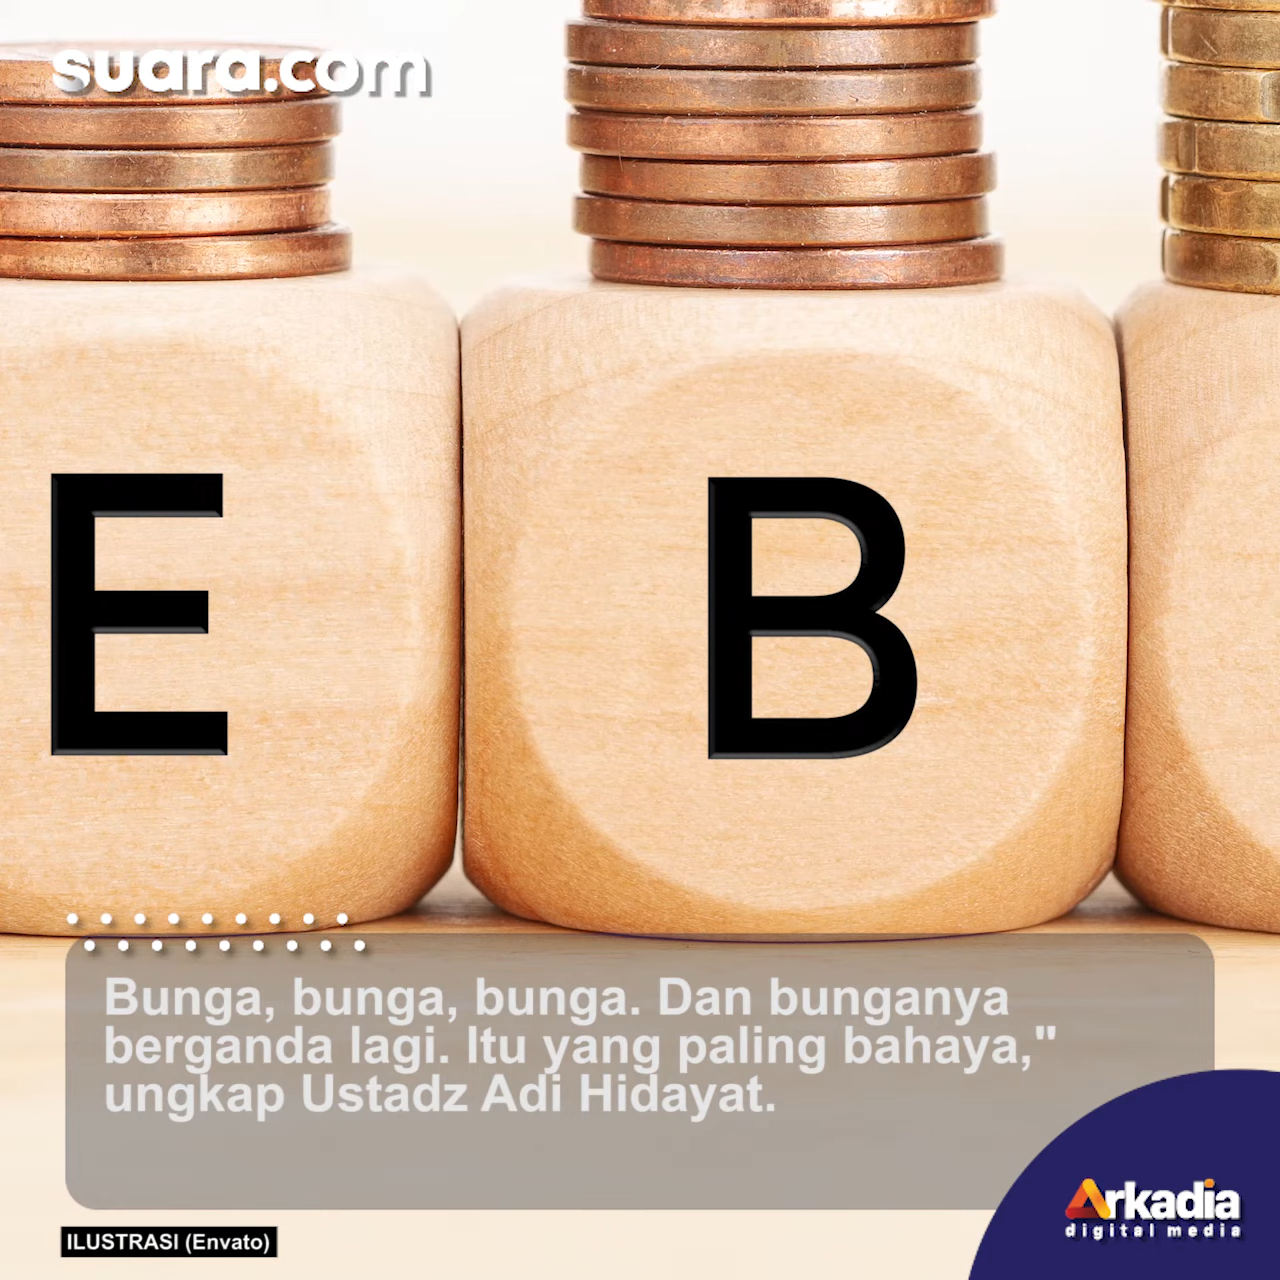 suara.com
E B
Bunga, bunga, bunga. Dan bunganya
berganda lagi. Itu yang paling bahaya,"
ungkap Ustadz Adi Hidayat.
Arkadia
digital media
ILUSTRASI (Envato)